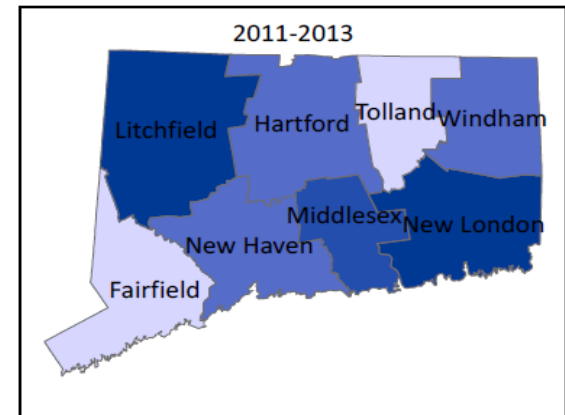 2011-2013
Litchfield
Hartford
Tolland
Windham
Middlesex
New London
New Haven
Fairfield